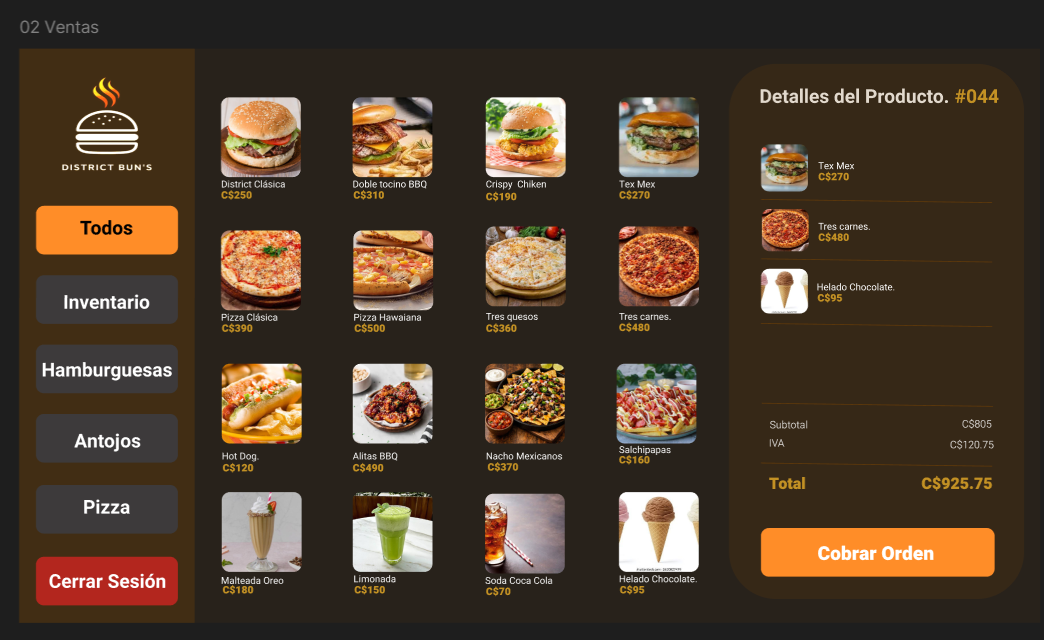 02 Ventas
DISTRICT BUN'S
Todos
Inventario
Hamburguesas
Antojos
Pizza
Cerrar Sesión
District Clásica
C$250
Doble tocino BBQ
C$310
Crispy Chiken
C$190
Tex Mex
C$270
Pizza Clásica
C$390
Pizza Hawaiana
C$500
Tres quesos
C$360
Tres carnes.
C$480
Hot Dog.
C$120
Alitas BBQ
C$490
Nacho Mexicanos
C$370
Salchipapas
C$160
Malteada Oreo
C$180
Limonada
C$150
Soda Coca Cola
C$70
Helado Chocolate.
C$95
Detalles del Producto. #044
Tex Mex
C$270
Tres carnes.
C$480
Helado Chocolate.
C$95
Subtotal C$805
IVA C$120.75
Total C$925.75
Cobrar Orden